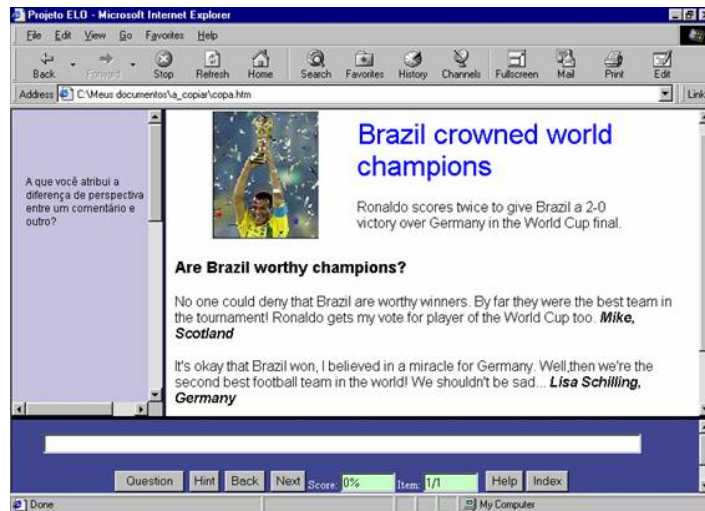 Projeto ELO - Microsoft Internet Explorer
File Edit View Go Favorites Help
Back Forward Stop Refresh Home Search Favorites History Channels Fullscreen Mail Print Edit
Address C:\Meus documentos\a_copiar\copa.htm Link
A que você atribui a
diferença de perspectiva
entre um comentário e
outro?
Brazil crowned world
champions
Ronaldo scores twice to give Brazil a 2-0
victory over Germany in the World Cup final.
Are Brazil worthy champions?
No one could deny that Brazil are worthy winners. By far they were the best team in
the tournament! Ronaldo gets my vote for player of the World Cup too. Mike,
Scotland
It's okay that Brazil won, I believed in a miracle for Germany. Well,then we're the
second best football team in the world! We shouldn't be sad... Lisa Schilling,
Germany
Question Hint Back Next Score: 0% Item: 1/1 Help Index
Done My Computer